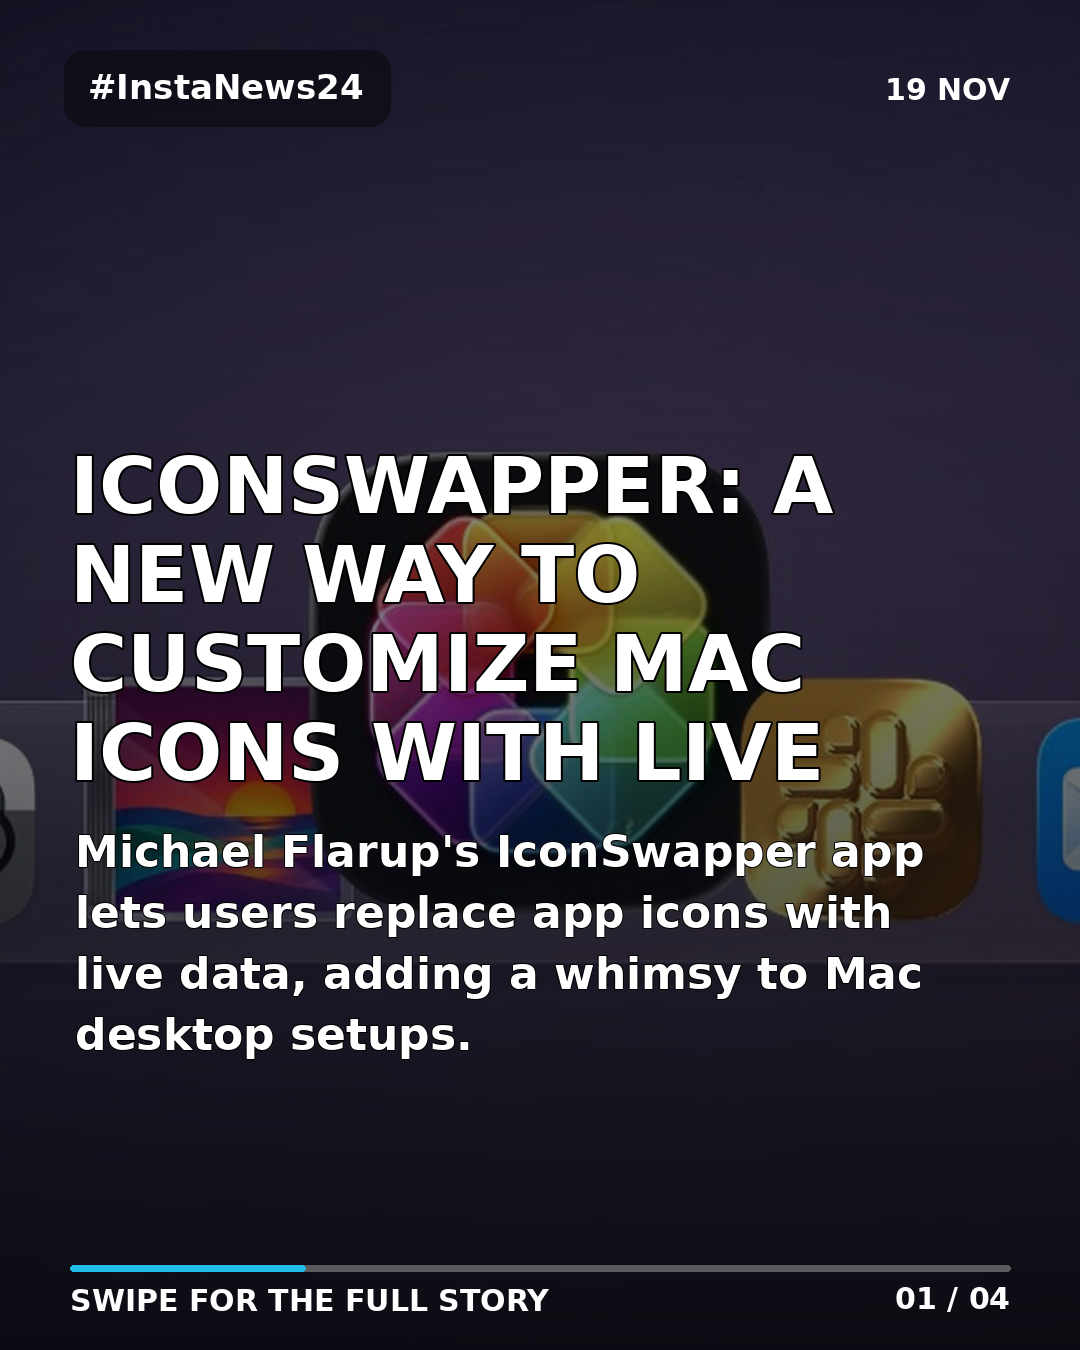 #InstaNews24
19 NOV
ICONSWAPPER: A
NEW WAY TO
CUSTOMIZE MAC
ICONS WITH LIVE
Michael Flarup's IconSwapper app
lets users replace app icons with
live data, adding a whimsy to Mac
desktop setups.
SWIPE FOR THE FULL STORY
01 / 04